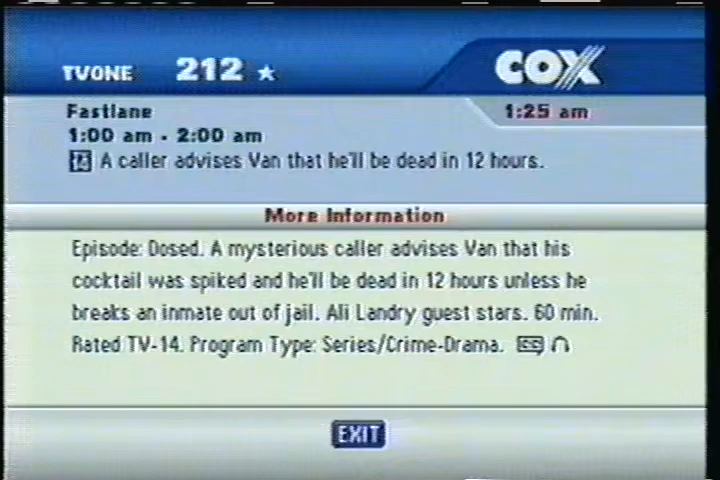 TVONE 212 ★ COX
Fastlane 1:25 am
1:00 am - 2:00 am
14 A caller advises Van that he'll be dead in 12 hours.
More Information
Episode: Dosed. A mysterious caller advises Van that his
cocktail was spiked and he'll be dead in 12 hours unless he
breaks an inmate out of jail. Ali Landry guest stars. 60 min.
Rated TV-14. Program Type: Series/Crime-Drama. CC
EXIT